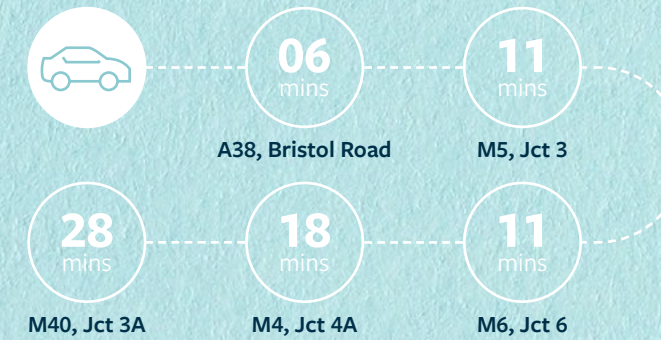 06
mins
A38, Bristol Road
11
mins
M5, Jct 3
28
mins
M40, Jct 3A
18
mins
M4, Jct 4A
11
mins
M6, Jct 6